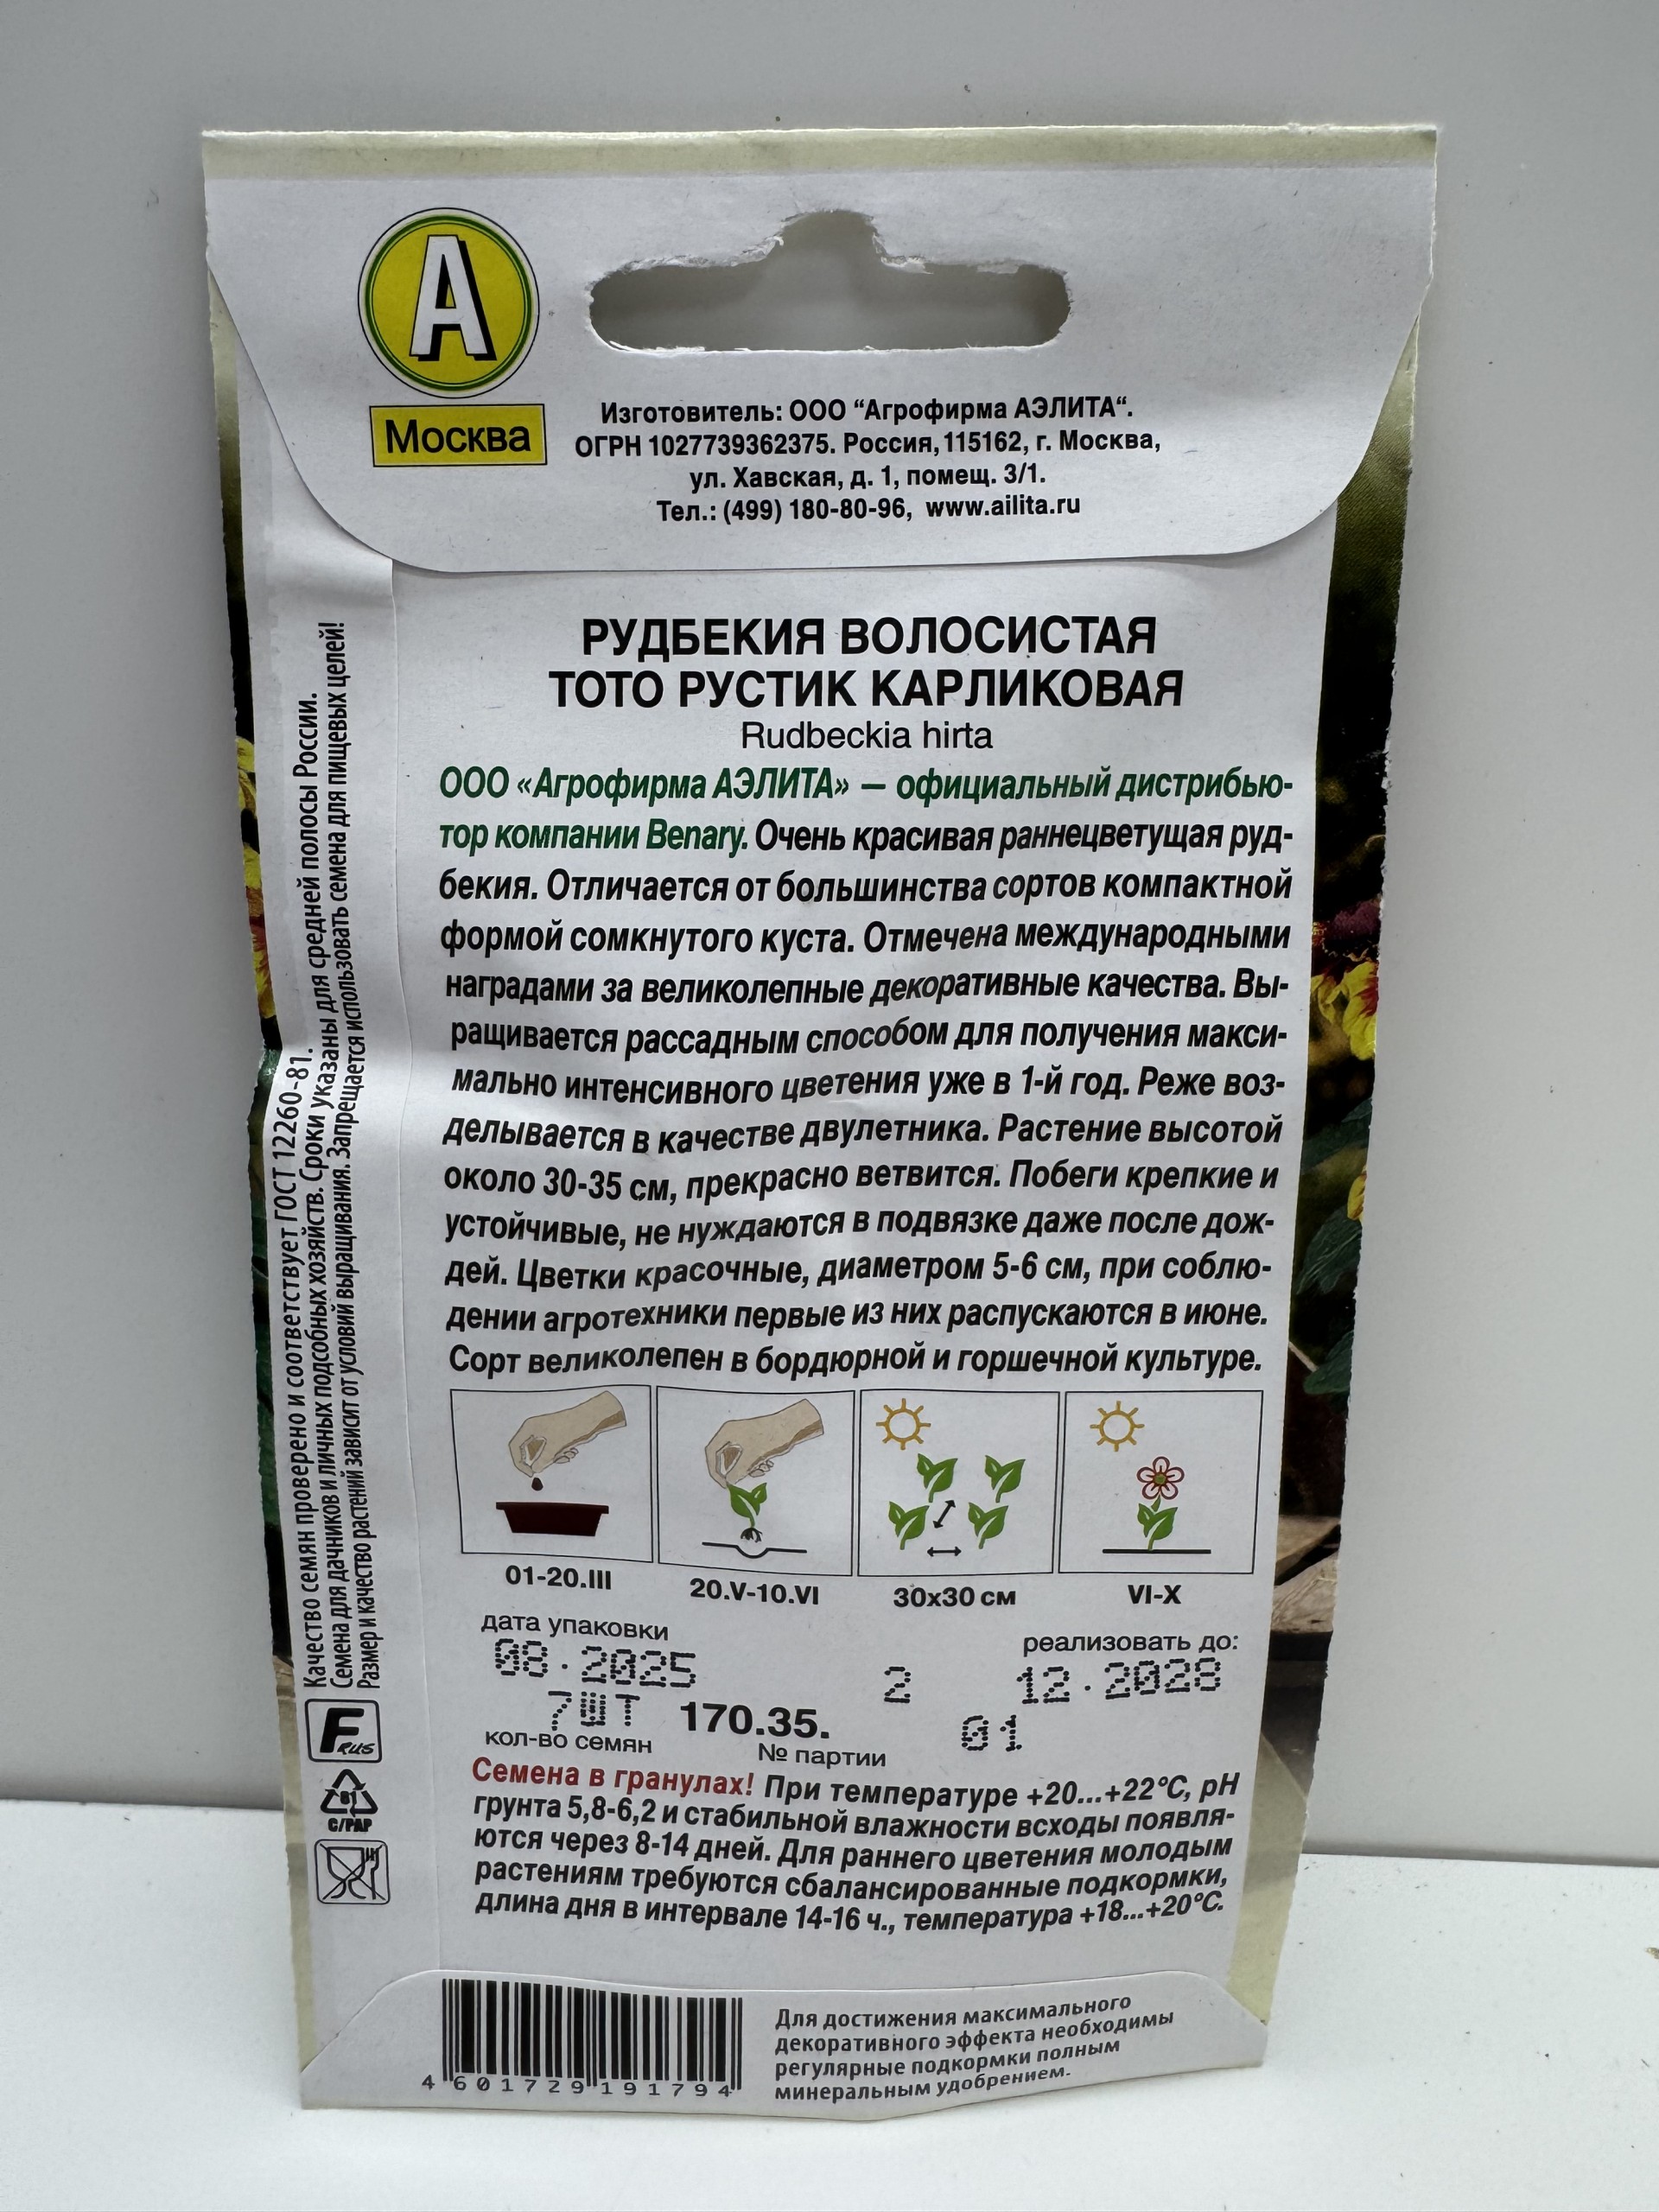 А
Москва
Изготовитель: ООО “Агрофирма АЭЛИТА“.
ОГРН 1027739362375. Россия, 115162, г. Москва,
ул. Хавская, д. 1, помещ. 3/1.
Тел.: (499) 180-80-96, www.ailita.ru
РУДБЕКИЯ ВОЛОСИСТАЯ
ТОТО РУСТИК КАРЛИКОВАЯ
Rudbeckia hirta
ООО «Агрофирма АЭЛИТА» — официальный дистрибью-
тор компании Benary. Очень красивая раннецветущая руд-
бекия. Отличается от большинства сортов компактной
формой сомкнутого куста. Отмечена международными
наградами за великолепные декоративные качества. Вы-
ращивается рассадным способом для получения макси-
мально интенсивного цветения уже в 1-й год. Реже воз-
делывается в качестве двулетника. Растение высотой
около 30-35 см, прекрасно ветвится. Побеги крепкие и
устойчивые, не нуждаются в подвязке даже после дож-
дей. Цветки красочные, диаметром 5-6 см, при соблю-
дении агротехники первые из них распускаются в июне.
Сорт великолепен в бордюрной и горшечной культуре.
01-20.III
20.V-10.VI
30х30 см
VI-X
дата упаковки
08.2025
реализовать до:
2
12.2028
7ШТ
170.35.
01
кол-во семян
№ партии
Семена в гранулах! При температуре +20...+22°С, рН
грунта 5,8-6,2 и стабильной влажности всходы появля-
ются через 8-14 дней. Для раннего цветения молодым
растениям требуются сбалансированные подкормки,
длина дня в интервале 14-16 ч., температура +18...+20°С.
4 601729 191794
Для достижения максимального
декоративного эффекта необходимы
регулярные подкормки полным
минеральным удобрением.
Качество семян проверено и соответствует ГОСТ 12260-81.
Семена для дачников и личных подсобных хозяйств. Сроки указаны для средней полосы России.
Размер и качество растений зависит от условий выращивания. Запрещается использовать семена для пищевых целей!
F RUS
81
C/PAP